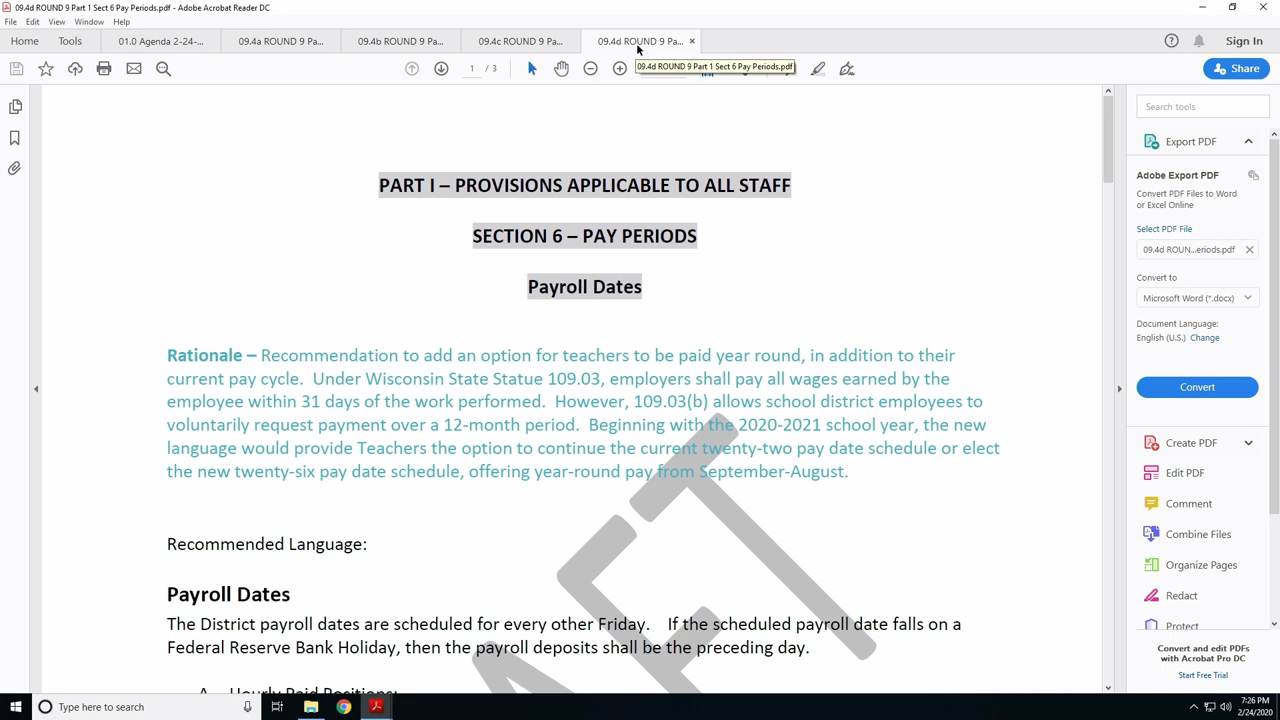 09.4d ROUND 9 Part 1 Sect 6 Pay Periods.pdf - Adobe Acrobat Reader DC
File Edit View Window Help
Home Tools 01.0 Agenda 2-24-... 09.4a ROUND 9 Pa... 09.4b ROUND 9 Pa... 09.4c ROUND 9 Pa... 09.4d ROUND 9 Pa... × Sign In
1 / 3 09.4d ROUND 9 Part 1 Sect 6 Pay Periods.pdf Share
PART I – PROVISIONS APPLICABLE TO ALL STAFF
SECTION 6 – PAY PERIODS
Payroll Dates
Rationale – Recommendation to add an option for teachers to be paid year round, in addition to their
current pay cycle. Under Wisconsin State Statue 109.03, employers shall pay all wages earned by the
employee within 31 days of the work performed. However, 109.03(b) allows school district employees to
voluntarily request payment over a 12-month period. Beginning with the 2020-2021 school year, the new
language would provide Teachers the option to continue the current twenty-two pay date schedule or elect
the new twenty-six pay date schedule, offering year-round pay from September-August.
Recommended Language:
Payroll Dates
The District payroll dates are scheduled for every other Friday. If the scheduled payroll date falls on a
Federal Reserve Bank Holiday, then the payroll deposits shall be the preceding day.
A. Hourly Paid Positions:
Search tools
Export PDF
Adobe Export PDF
Convert PDF Files to Word
or Excel Online
Select PDF File
09.4d ROUN...eriods.pdf
Convert to
Microsoft Word (*.docx)
Document Language:
English (U.S.) Change
Convert
Create PDF
Edit PDF
Comment
Combine Files
Organize Pages
Redact
Protect
Convert and edit PDFs
with Acrobat Pro DC
Start Free Trial
Type here to search
7:26 PM
2/24/2020